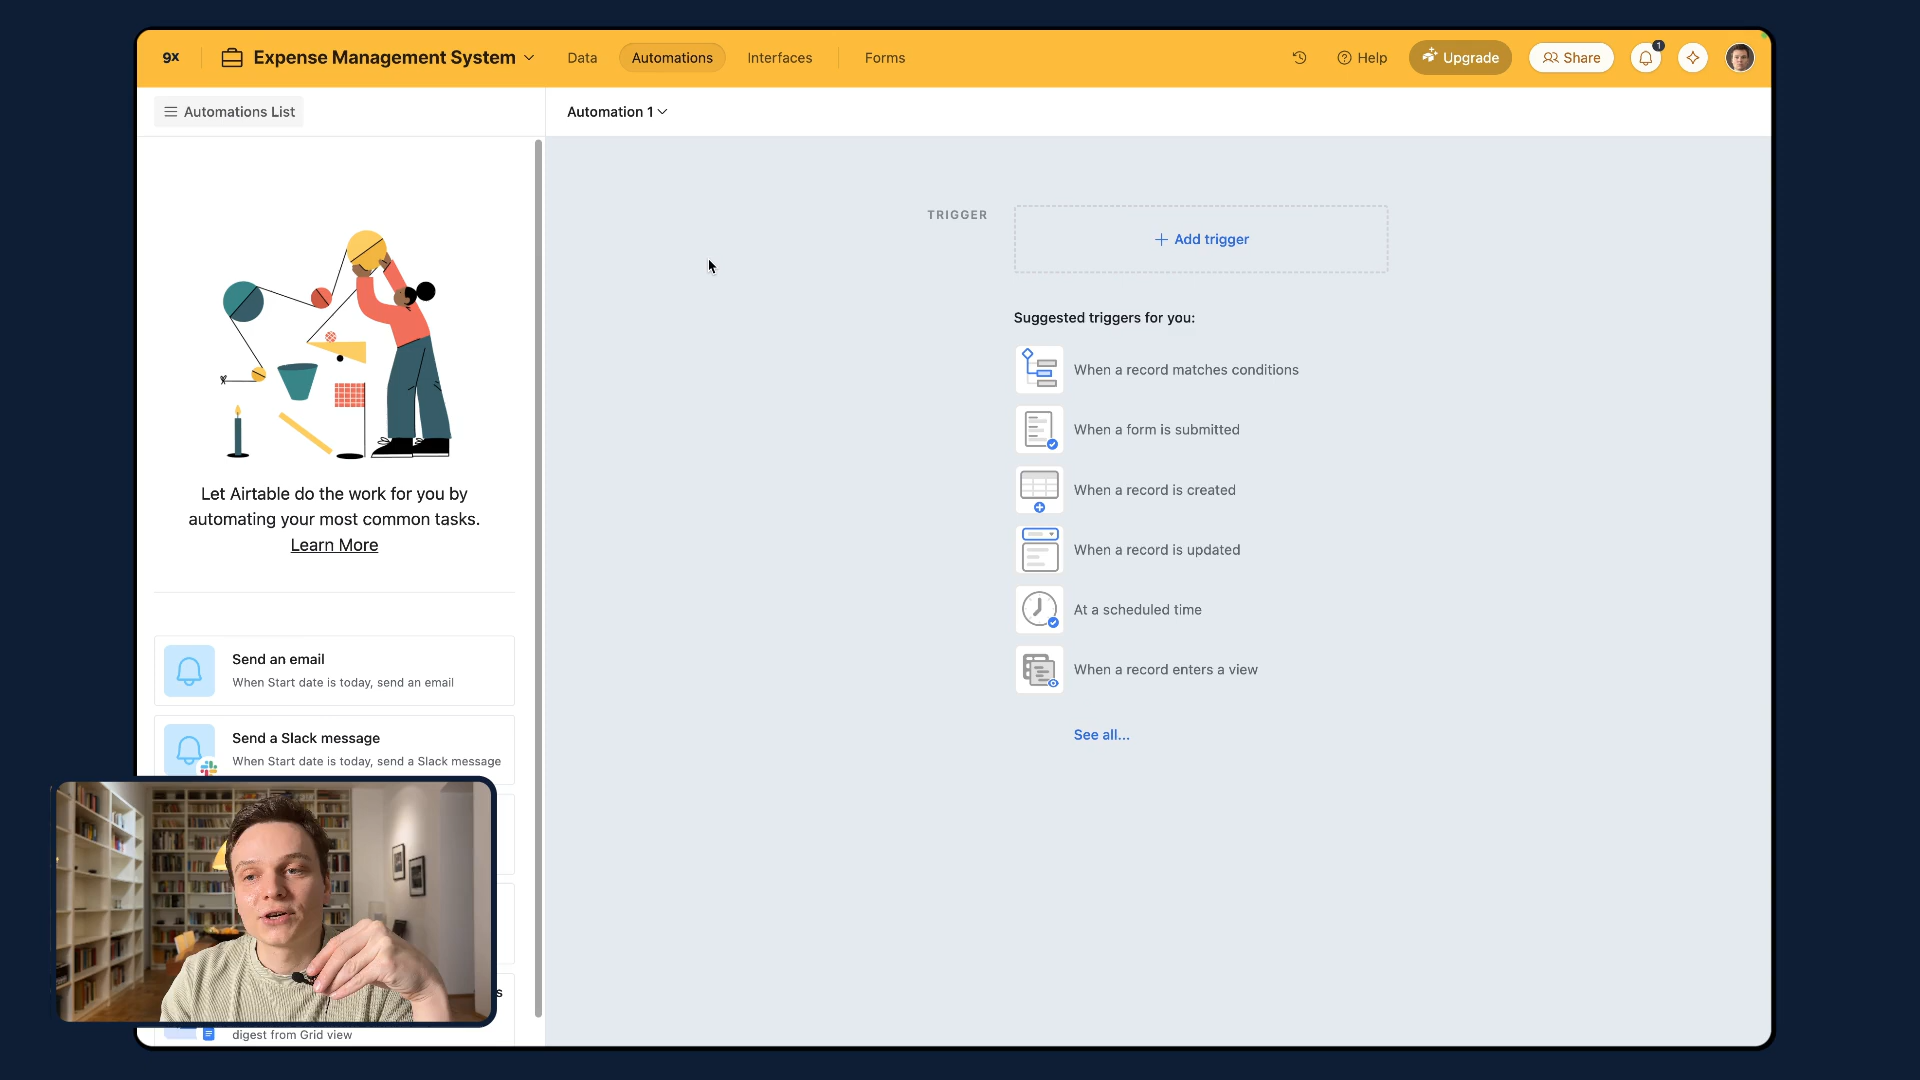 9x
Expense Management System
Data
Automations
Interfaces
Forms
Help
Upgrade
Share
1
Automations List
Automation 1
Let Airtable do the work for you by
automating your most common tasks.
Learn More
Send an email
When Start date is today, send an email
Send a Slack message
When Start date is today, send a Slack message
s
digest from Grid view
TRIGGER
+ Add trigger
Suggested triggers for you:
When a record matches conditions
When a form is submitted
When a record is created
When a record is updated
At a scheduled time
When a record enters a view
See all...